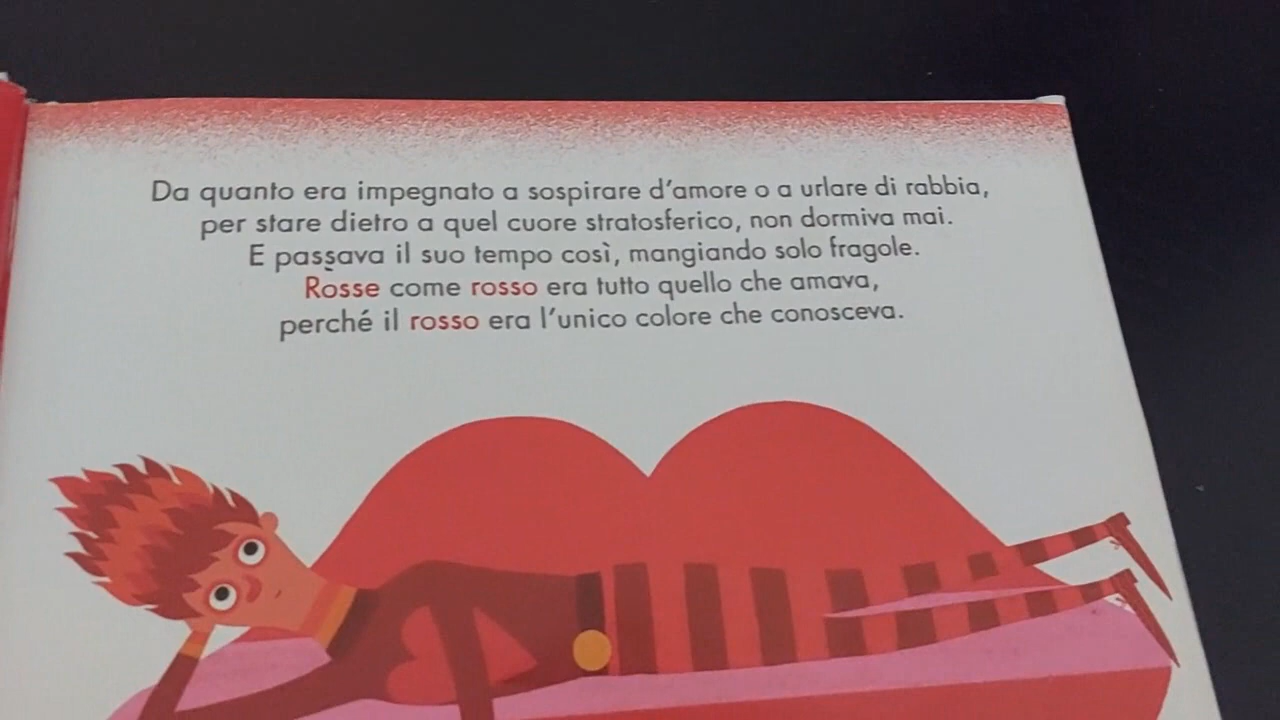 Da quanto era impegnato a sospirare d'amore o a urlare di rabbia,
per stare dietro a quel cuore stratosferico, non dormiva mai.
E passava il suo tempo così, mangiando solo fragole.
Rosse come rosso era tutto quello che amava,
perché il rosso era l'unico colore che conosceva.